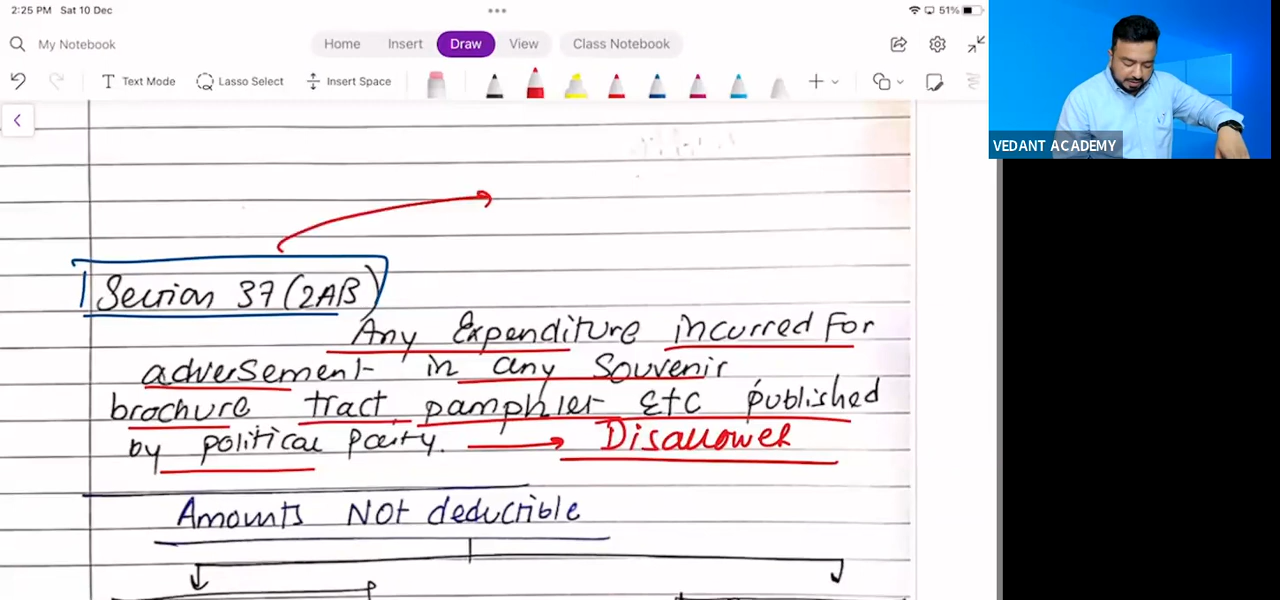 2:25 PM Sat 10 Dec
51%
My Notebook
Home Insert Draw View Class Notebook
Text Mode Lasso Select Insert Space
VEDANT ACADEMY
Section 37 (2AB)
Any Expenditure incurred For
adversement in any Souvenir
brochure tract pamphlet Etc published
by political party. → Disallowed
Amounts NOT deductible